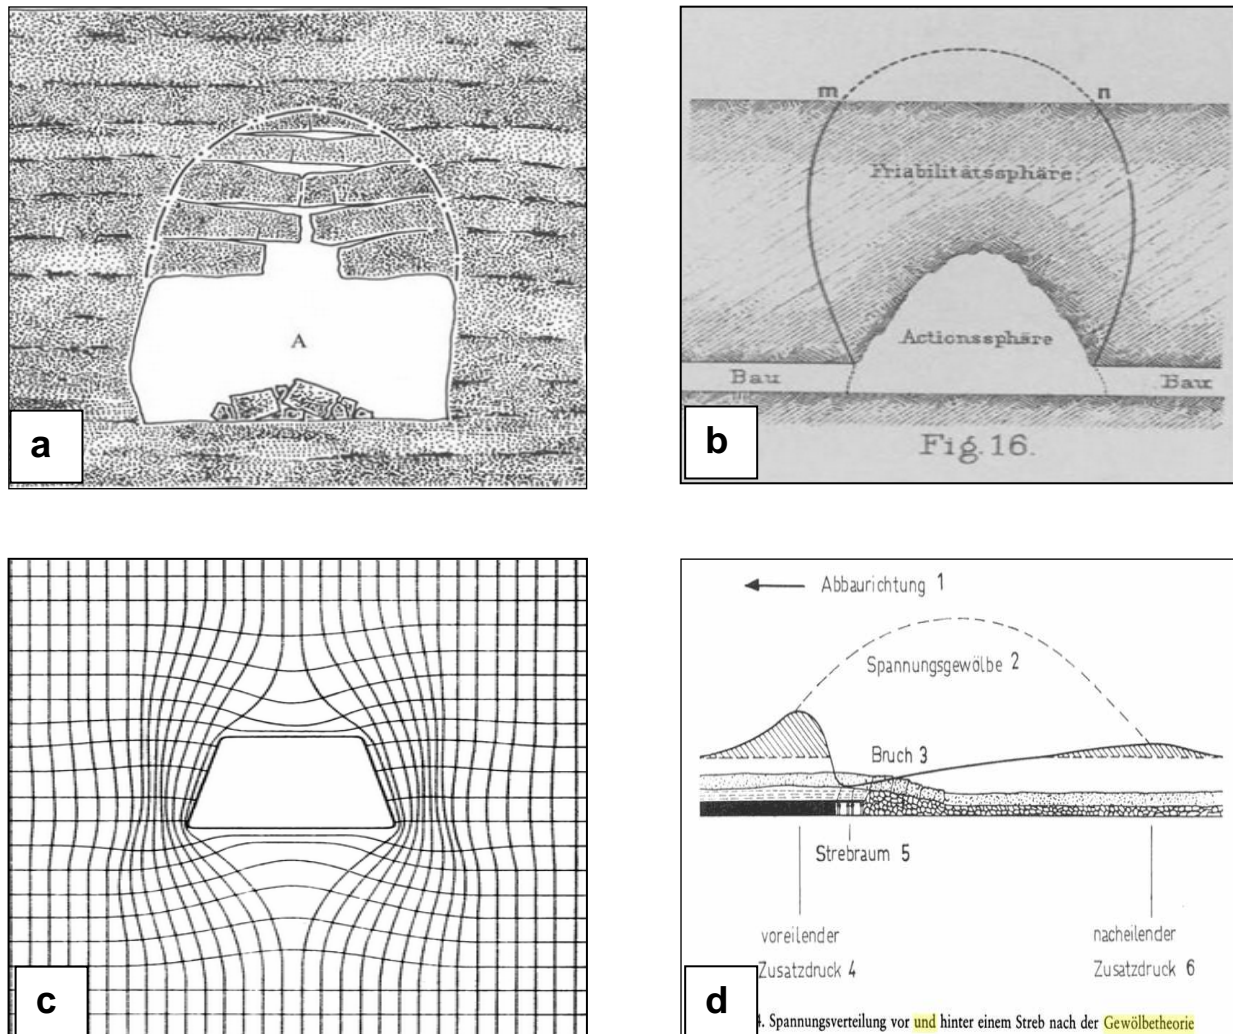 A
a
m n
Friabilitätssphäre.
Actionssphäre
Bau Bau
Fig. 16.
b
c
Abbaurichtung 1
Spannungsgewölbe 2
Bruch 3
Strebraum 5
voreilender nacheilender
Zusatzdruck 4 Zusatzdruck 6
d
4. Spannungsverteilung vor und hinter einem Streb nach der Gewölbetheorie